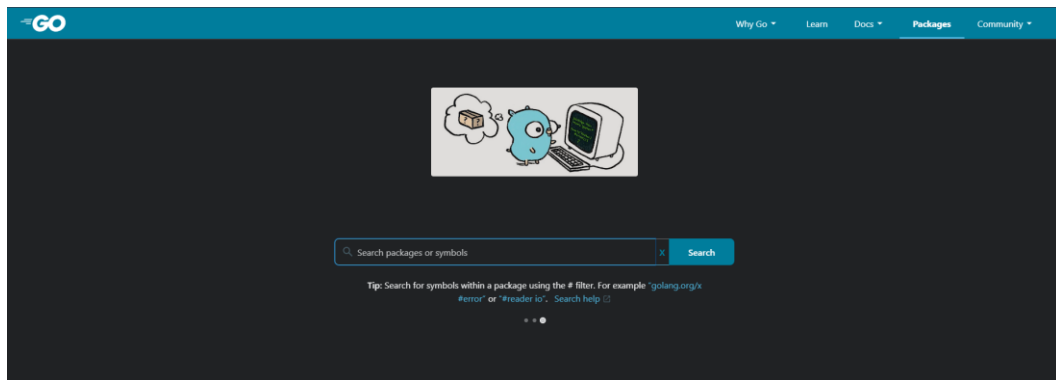 GO
Why Go
Learn
Docs
Packages
Community
Search packages or symbols
X
Search
Tip: Search for symbols within a package using the # filter. For example "golang.org/x
#error" or "#reader io". Search help